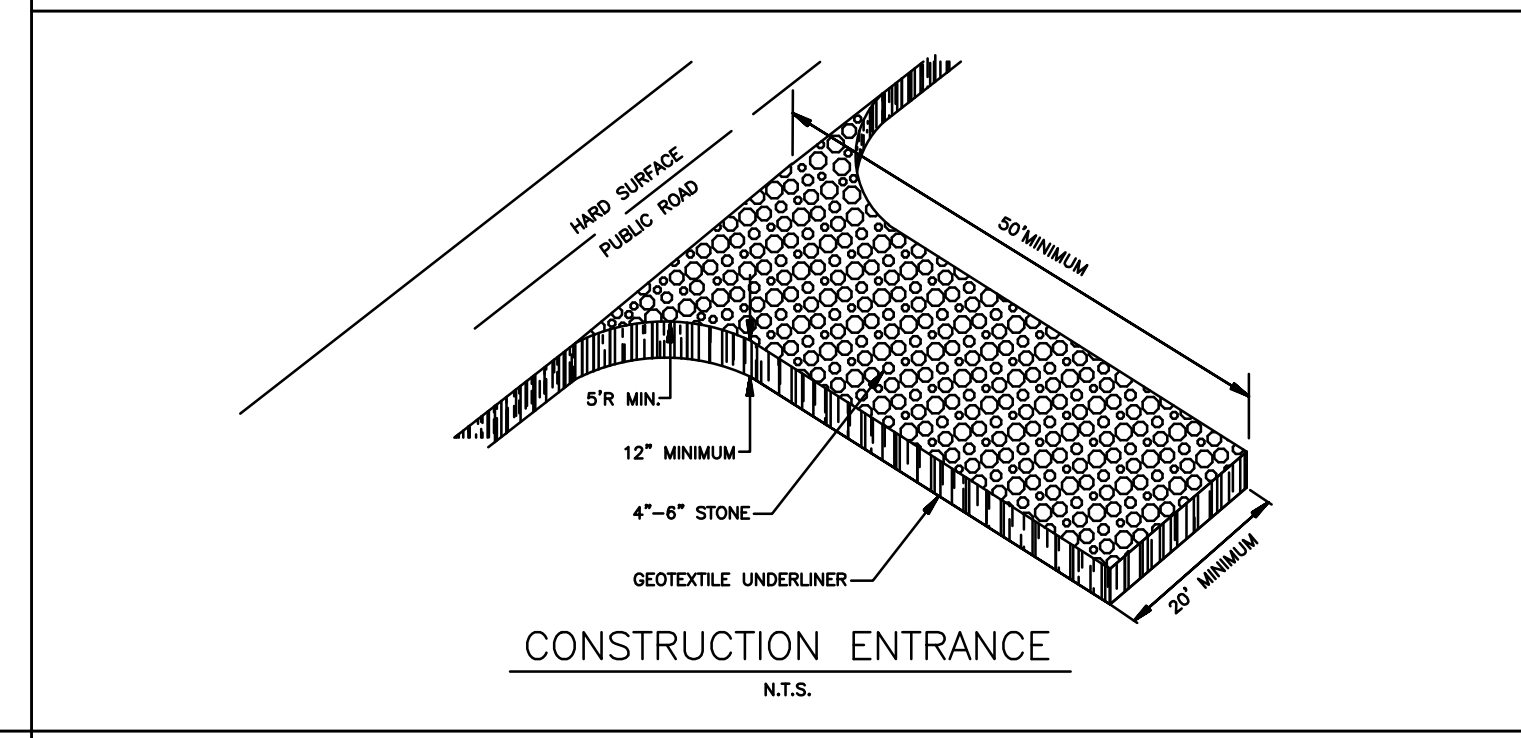 HARD SURFACE
PUBLIC ROAD
50'MINIMUM
5'R MIN.
12" MINIMUM
4"-6" STONE
GEOTEXTILE UNDERLINER
20' MINIMUM
CONSTRUCTION ENTRANCE
N.T.S.